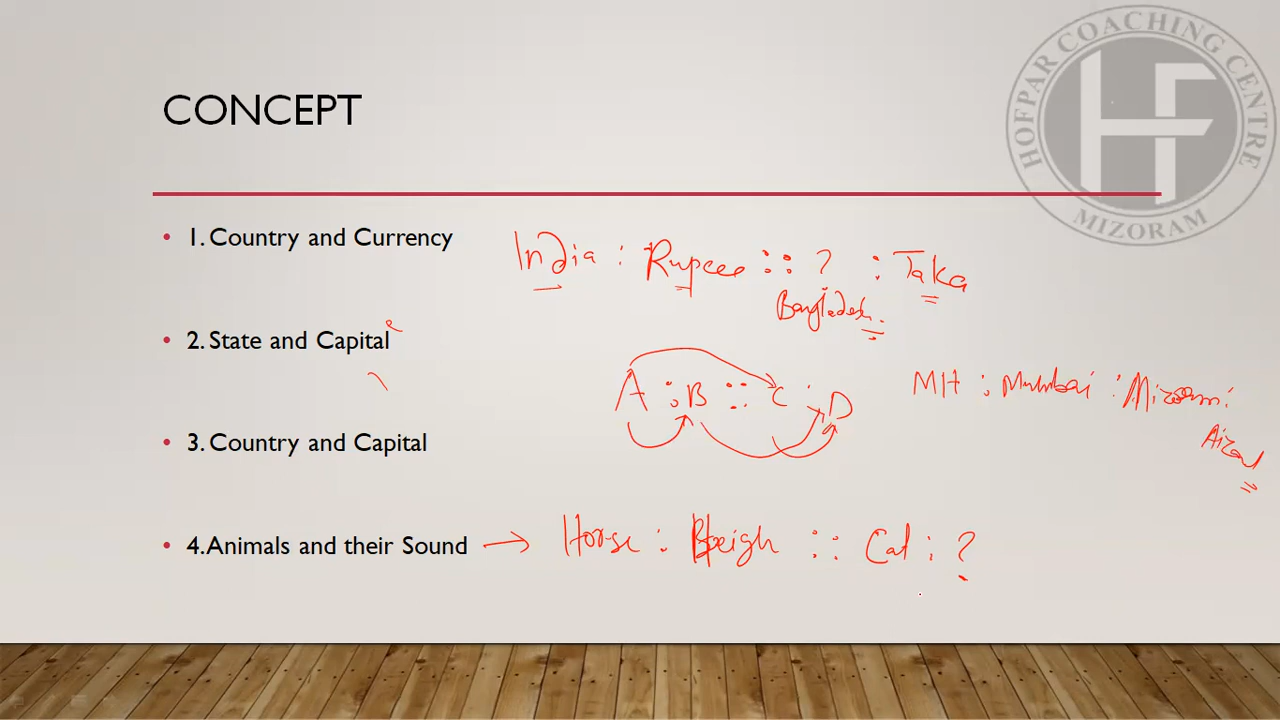 HOFPAR COACHING CENTRE
MIZORAM
HF
CONCEPT
• 1. Country and Currency
India : Rupee :: ? : Taka
Bangladesh.
• 2. State and Capital
A : B :: C : D
MH : Mumbai : Mizoram :
Aizawl
• 3. Country and Capital
• 4. Animals and their Sound → Horse : :: Cat : ?